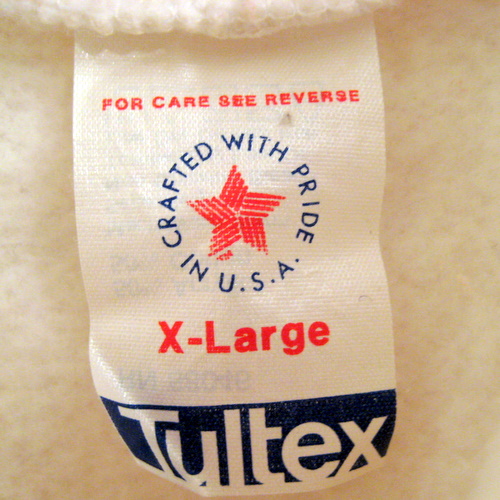 FOR CARE SEE REVERSE
CRAFTED WITH PRIDE
IN U.S.A.
X-Large
Tultex